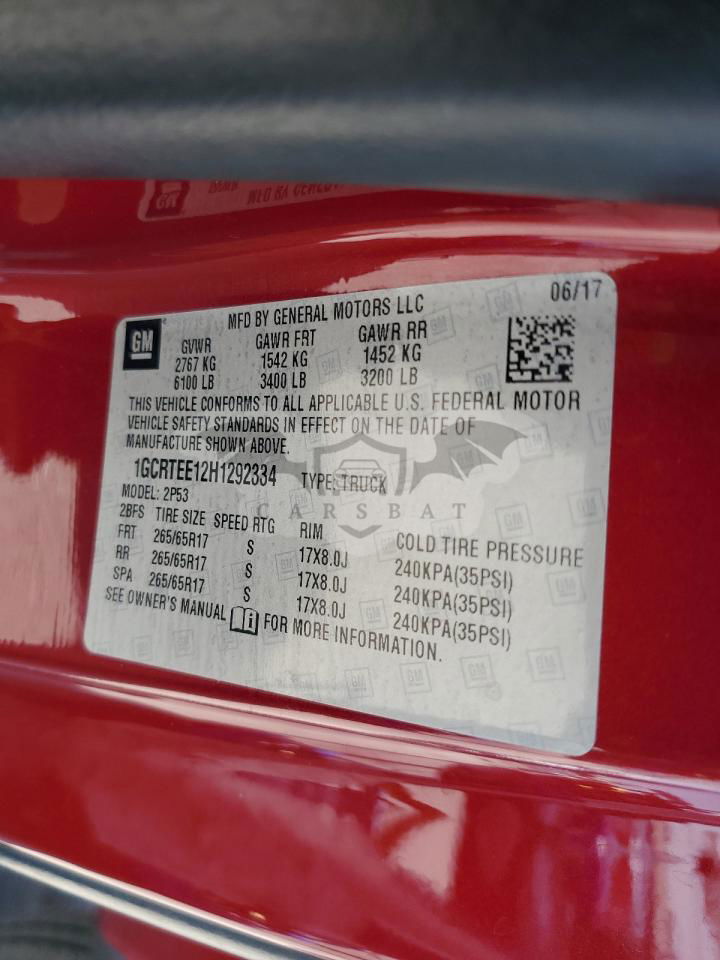 MFD BY GENERAL MOTORS LLC 06/17
GM
GVWR GAWR FRT GAWR RR
2767 KG 1542 KG 1452 KG
6100 LB 3400 LB 3200 LB
THIS VEHICLE CONFORMS TO ALL APPLICABLE U.S. FEDERAL MOTOR
VEHICLE SAFETY STANDARDS IN EFFECT ON THE DATE OF
MANUFACTURE SHOWN ABOVE.
1GCRTEE12H1292334 TYPE: TRUCK
MODEL: 2P53
CARSBAT
2BFS TIRE SIZE SPEED RTG RIM COLD TIRE PRESSURE
FRT 265/65R17 S 17X8.0J 240KPA(35PSI)
RR 265/65R17 S 17X8.0J 240KPA(35PSI)
SPA 265/65R17 S 17X8.0J 240KPA(35PSI)
SEE OWNER'S MANUAL FOR MORE INFORMATION.